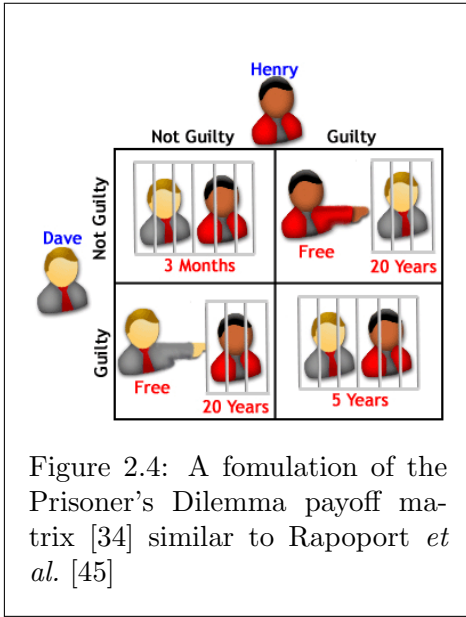 Henry
Not Guilty Guilty
Dave
Not Guilty
3 Months
Free
20 Years
Guilty
Free
20 Years
5 Years
Figure 2.4: A fomulation of the
Prisoner's Dilemma payoff ma-
trix [34] similar to Rapoport et
al. [45]